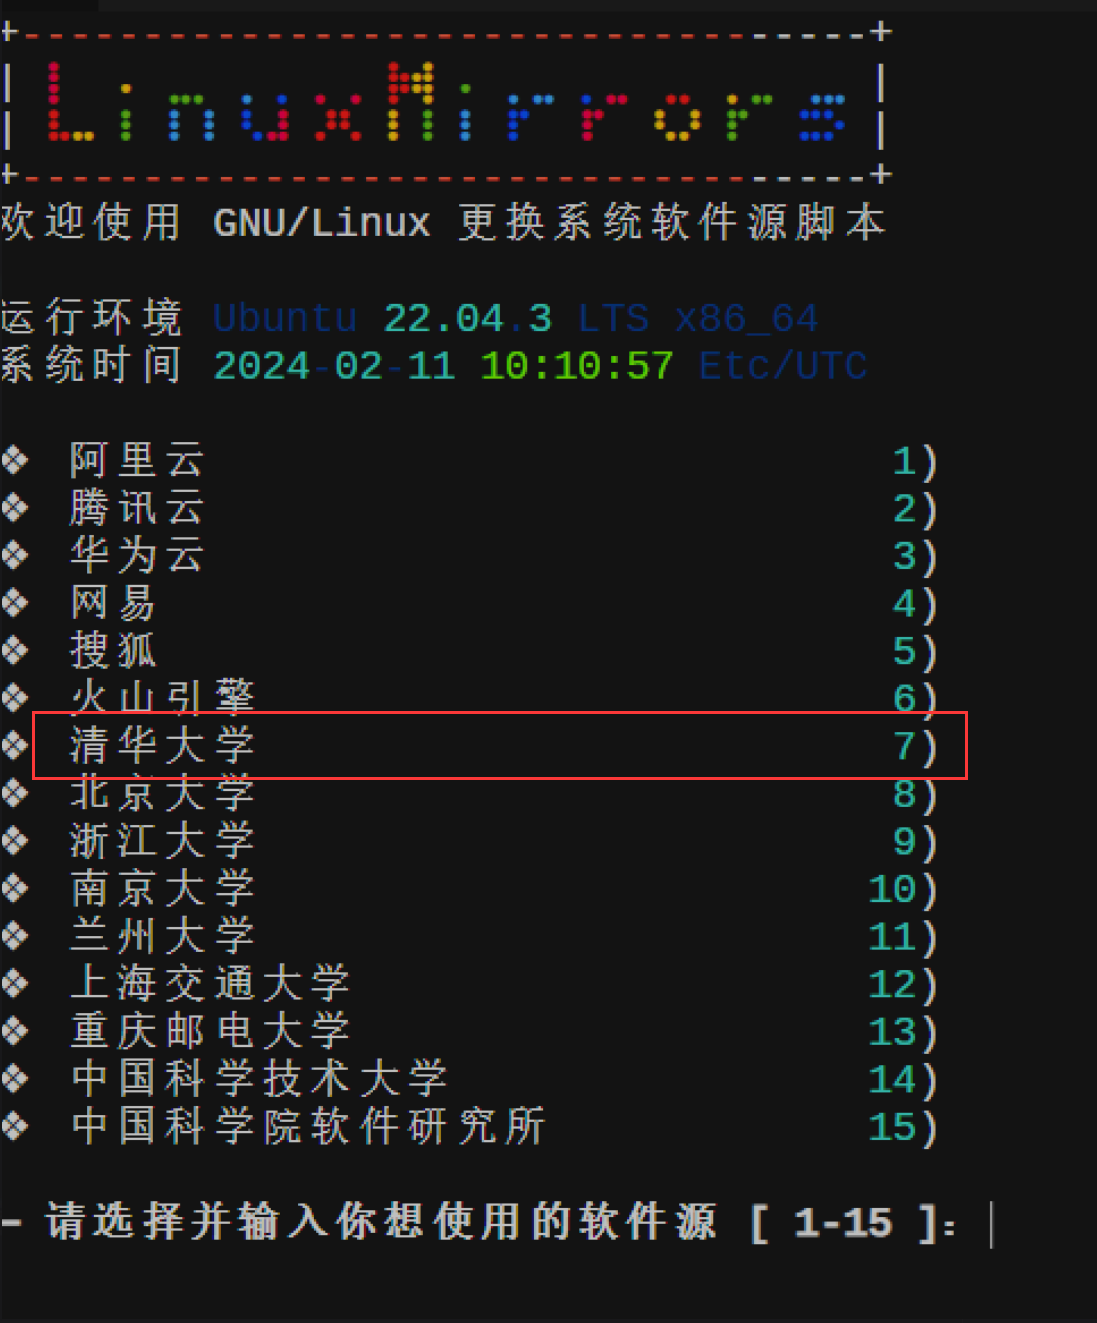 LinuxMirrors
欢迎使用 GNU/Linux 更换系统软件源脚本
运行环境 Ubuntu 22.04.3 LTS x86_64
系统时间 2024-02-11 10:10:57 Etc/UTC
❖ 阿里云 1)
❖ 腾讯云 2)
❖ 华为云 3)
❖ 网易 4)
❖ 搜狐 5)
❖ 火山引擎 6)
❖ 清华大学 7)
❖ 北京大学 8)
❖ 浙江大学 9)
❖ 南京大学 10)
❖ 兰州大学 11)
❖ 上海交通大学 12)
❖ 重庆邮电大学 13)
❖ 中国科学技术大学 14)
❖ 中国科学院软件研究所 15)
- 请选择并输入你想使用的软件源 [ 1-15 ]: